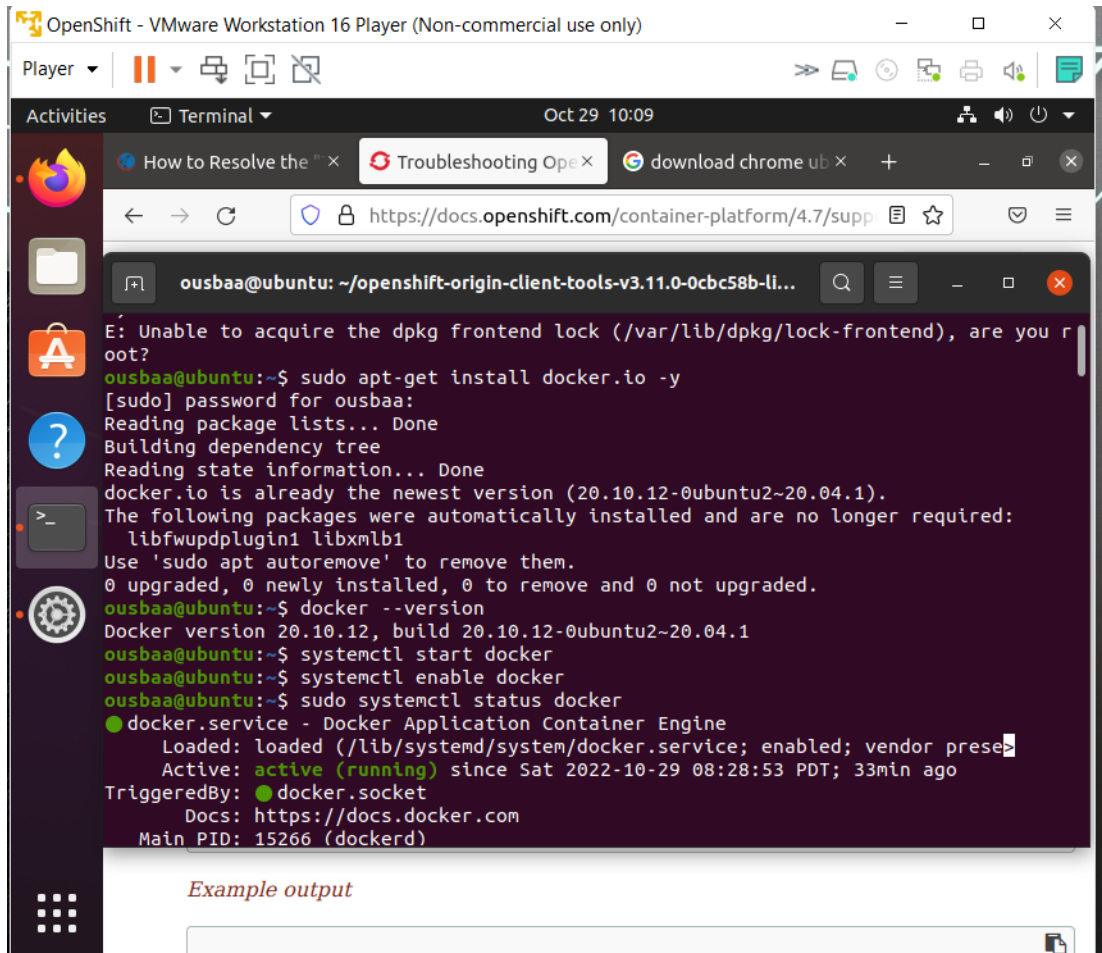 OpenShift - VMware Workstation 16 Player (Non-commercial use only)
Player
Activities Terminal Oct 29 10:09
How to Resolve the " Troubleshooting Ope download chrome ub
https://docs.openshift.com/container-platform/4.7/supp
ousbaa@ubuntu: ~/openshift-origin-client-tools-v3.11.0-0cbc58b-li...
E: Unable to acquire the dpkg frontend lock (/var/lib/dpkg/lock-frontend), are you r
oot?
ousbaa@ubuntu:~$ sudo apt-get install docker.io -y
[sudo] password for ousbaa:
Reading package lists... Done
Building dependency tree
Reading state information... Done
docker.io is already the newest version (20.10.12-0ubuntu2~20.04.1).
The following packages were automatically installed and are no longer required:
  libfwupdplugin1 libxmlb1
Use 'sudo apt autoremove' to remove them.
0 upgraded, 0 newly installed, 0 to remove and 0 not upgraded.
ousbaa@ubuntu:~$ docker --version
Docker version 20.10.12, build 20.10.12-0ubuntu2~20.04.1
ousbaa@ubuntu:~$ systemctl start docker
ousbaa@ubuntu:~$ systemctl enable docker
ousbaa@ubuntu:~$ sudo systemctl status docker
● docker.service - Docker Application Container Engine
     Loaded: loaded (/lib/systemd/system/docker.service; enabled; vendor prese>
     Active: active (running) since Sat 2022-10-29 08:28:53 PDT; 33min ago
TriggeredBy: ● docker.socket
       Docs: https://docs.docker.com
   Main PID: 15266 (dockerd)
Example output